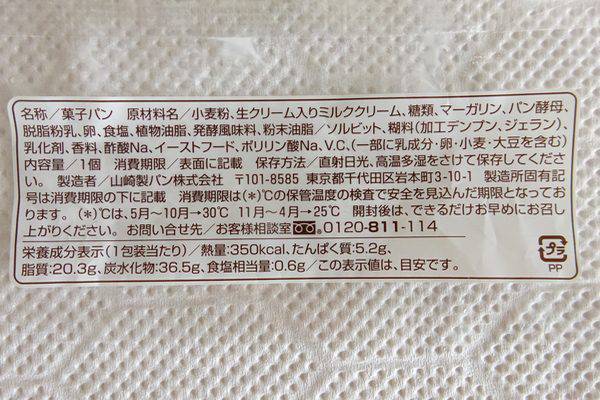 名称／菓子パン　原材料名／小麦粉、生クリーム入りミルククリーム、糖類、マーガリン、パン酵母、
脱脂粉乳、卵、食塩、植物油脂、発酵風味料、粉末油脂／ソルビット、糊料(加工デンプン、ジェラン)、
乳化剤、香料、酢酸Na、イーストフード、ポリリン酸Na、V.C、(一部に乳成分・卵・小麦・大豆を含む)
内容量／1個　消費期限／表面に記載　保存方法／直射日光、高温多湿をさけて保存してくださ
い。　製造者／山崎製パン株式会社　〒101-8585　東京都千代田区岩本町3-10-1　製造所固有記
号は消費期限の下に記載　消費期限は(＊)℃の保管温度の検査で安全を見込んだ期限となってお
ります。(＊)℃は、5月〜10月→30℃　11月〜4月→25℃　開封後は、できるだけお早めにお召し
上がりください。お問い合せ先／お客様相談室 0120-811-114
栄養成分表示(1包装当たり)／熱量:350kcal、たんぱく質:5.2g、
脂質:20.3g、炭水化物:36.5g、食塩相当量:0.6g／この表示値は、目安です。
プラ
PP